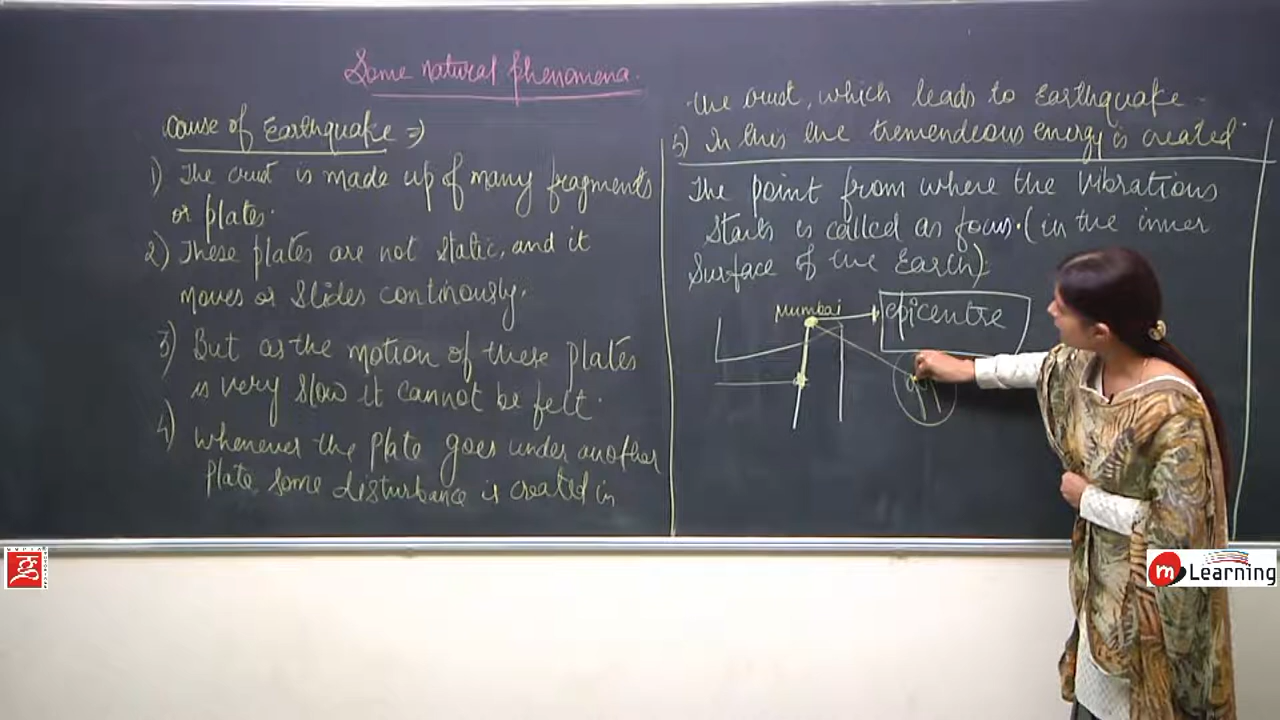 Some natural phenomena.
Cause of Earthquake ⇒)
1) The crust is made up of many fragments
or plates.
2) These plates are not static, and it
moves or slides continously.
3) But as the motion of these plates
is very slow it cannot be felt.
4) Whenever the plate goes under another
plate some disturbance is created in
the crust, which leads to Earthquake.
5) In this the tremendeous energy is created.
The point from where the vibrations
starts is called as focus. (in the inner
surface of the Earth).
Mumbai
epicentre
m Learning